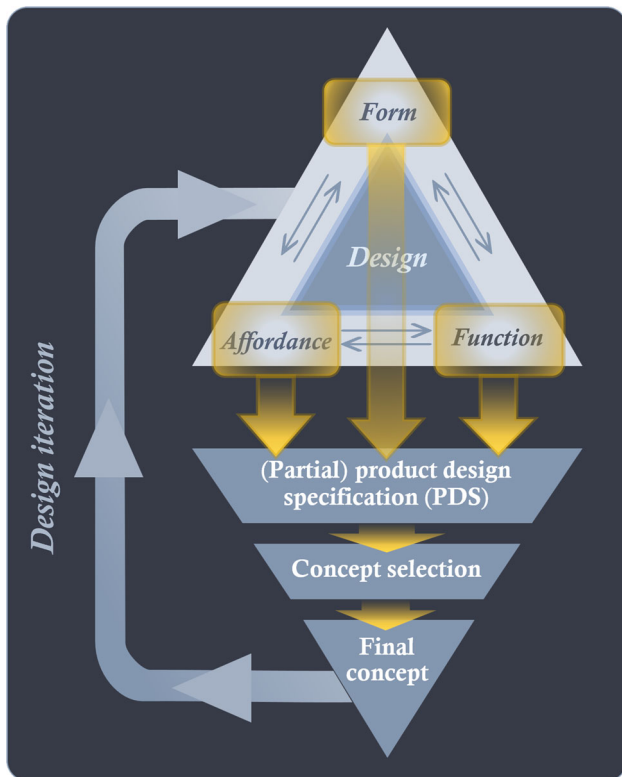 Form
Design
Affordance
Function
Design iteration
(Partial) product design
specification (PDS)
Concept selection
Final
concept